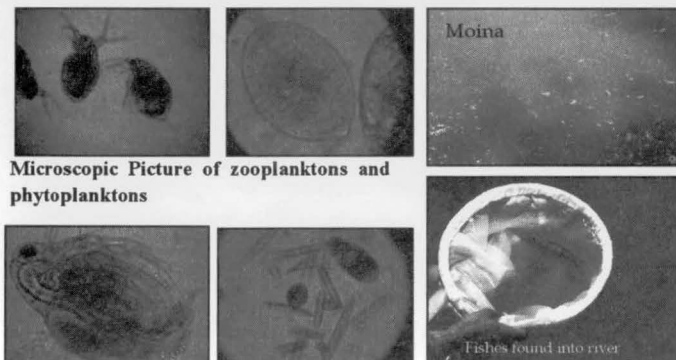 Moina
Microscopic Picture of zooplanktons and
phytoplanktons
Fishes found into river